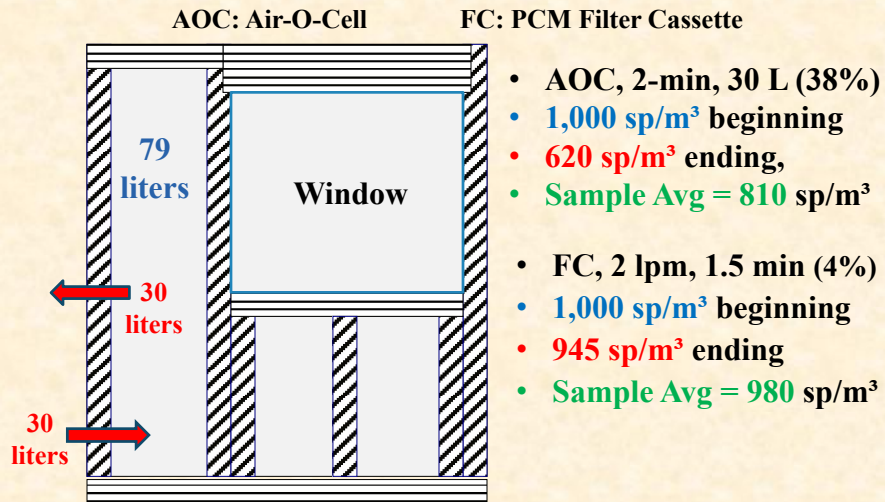 AOC: Air-O-Cell FC: PCM Filter Cassette
79
liters
Window
30
liters
30
liters
• AOC, 2-min, 30 L (38%)
• 1,000 sp/m³ beginning
• 620 sp/m³ ending,
• Sample Avg = 810 sp/m³
• FC, 2 lpm, 1.5 min (4%)
• 1,000 sp/m³ beginning
• 945 sp/m³ ending
• Sample Avg = 980 sp/m³